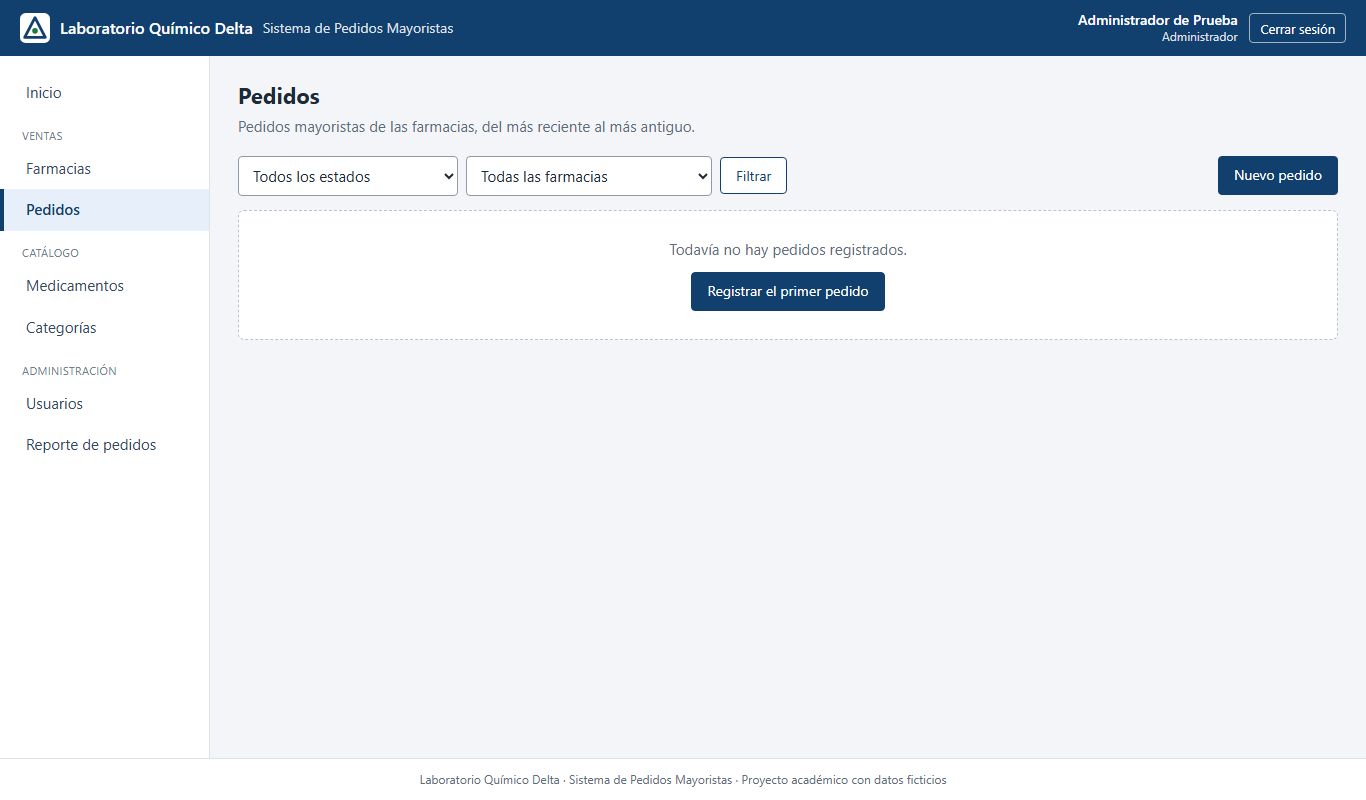 Laboratorio Químico Delta Sistema de Pedidos Mayoristas
Administrador de Prueba
Administrador
Cerrar sesión
Inicio
VENTAS
Farmacias
Pedidos
CATÁLOGO
Medicamentos
Categorías
ADMINISTRACIÓN
Usuarios
Reporte de pedidos
Pedidos
Pedidos mayoristas de las farmacias, del más reciente al más antiguo.
Todos los estados Todas las farmacias Filtrar Nuevo pedido
Todavía no hay pedidos registrados.
Registrar el primer pedido
Laboratorio Químico Delta · Sistema de Pedidos Mayoristas · Proyecto académico con datos ficticios